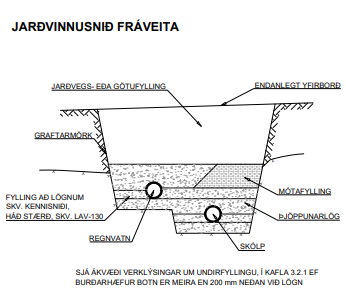 JARÐVINNUSNIÐ FRÁVEITA
JARÐVEGS- EÐA GÖTUFYLLING
ENDANLEGT YFIRBORÐ
GRAFTARMÖRK
FYLLING AÐ LÖGNUM
SKV. KENNISNIÐI,
HÁÐ STÆRÐ, SKV. LAV-130
MÓTAFYLLING
ÞJÖPPUNARLÖG
REGNVATN
SKÓLP
SJÁ ÁKVÆÐI VERKLÝSINGAR UM UNDIRFYLLINGU, Í KAFLA 3.2.1 EF
BURÐARHÆFUR BOTN ER MEIRA EN 200 mm NEÐAN VIÐ LÖGN